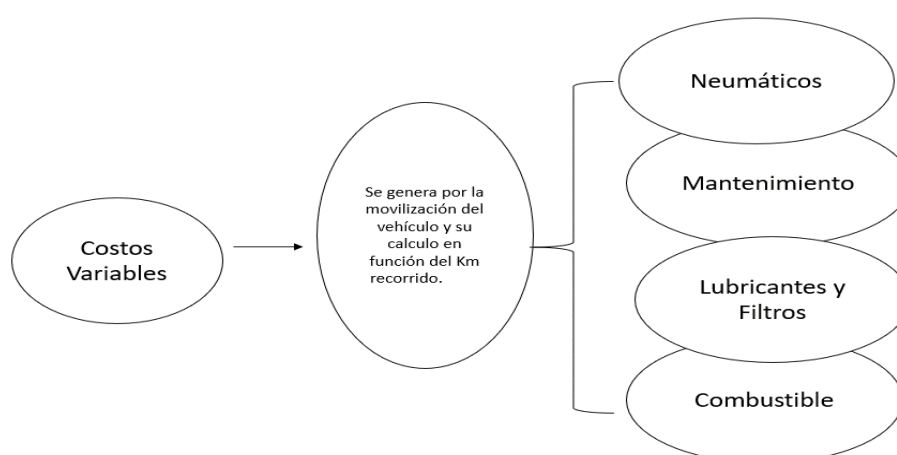 Costos
Variables
Se genera por la
movilización del
vehículo y su
calculo en
función del Km
recorrido.
Neumáticos
Mantenimiento
Lubricantes y
Filtros
Combustible